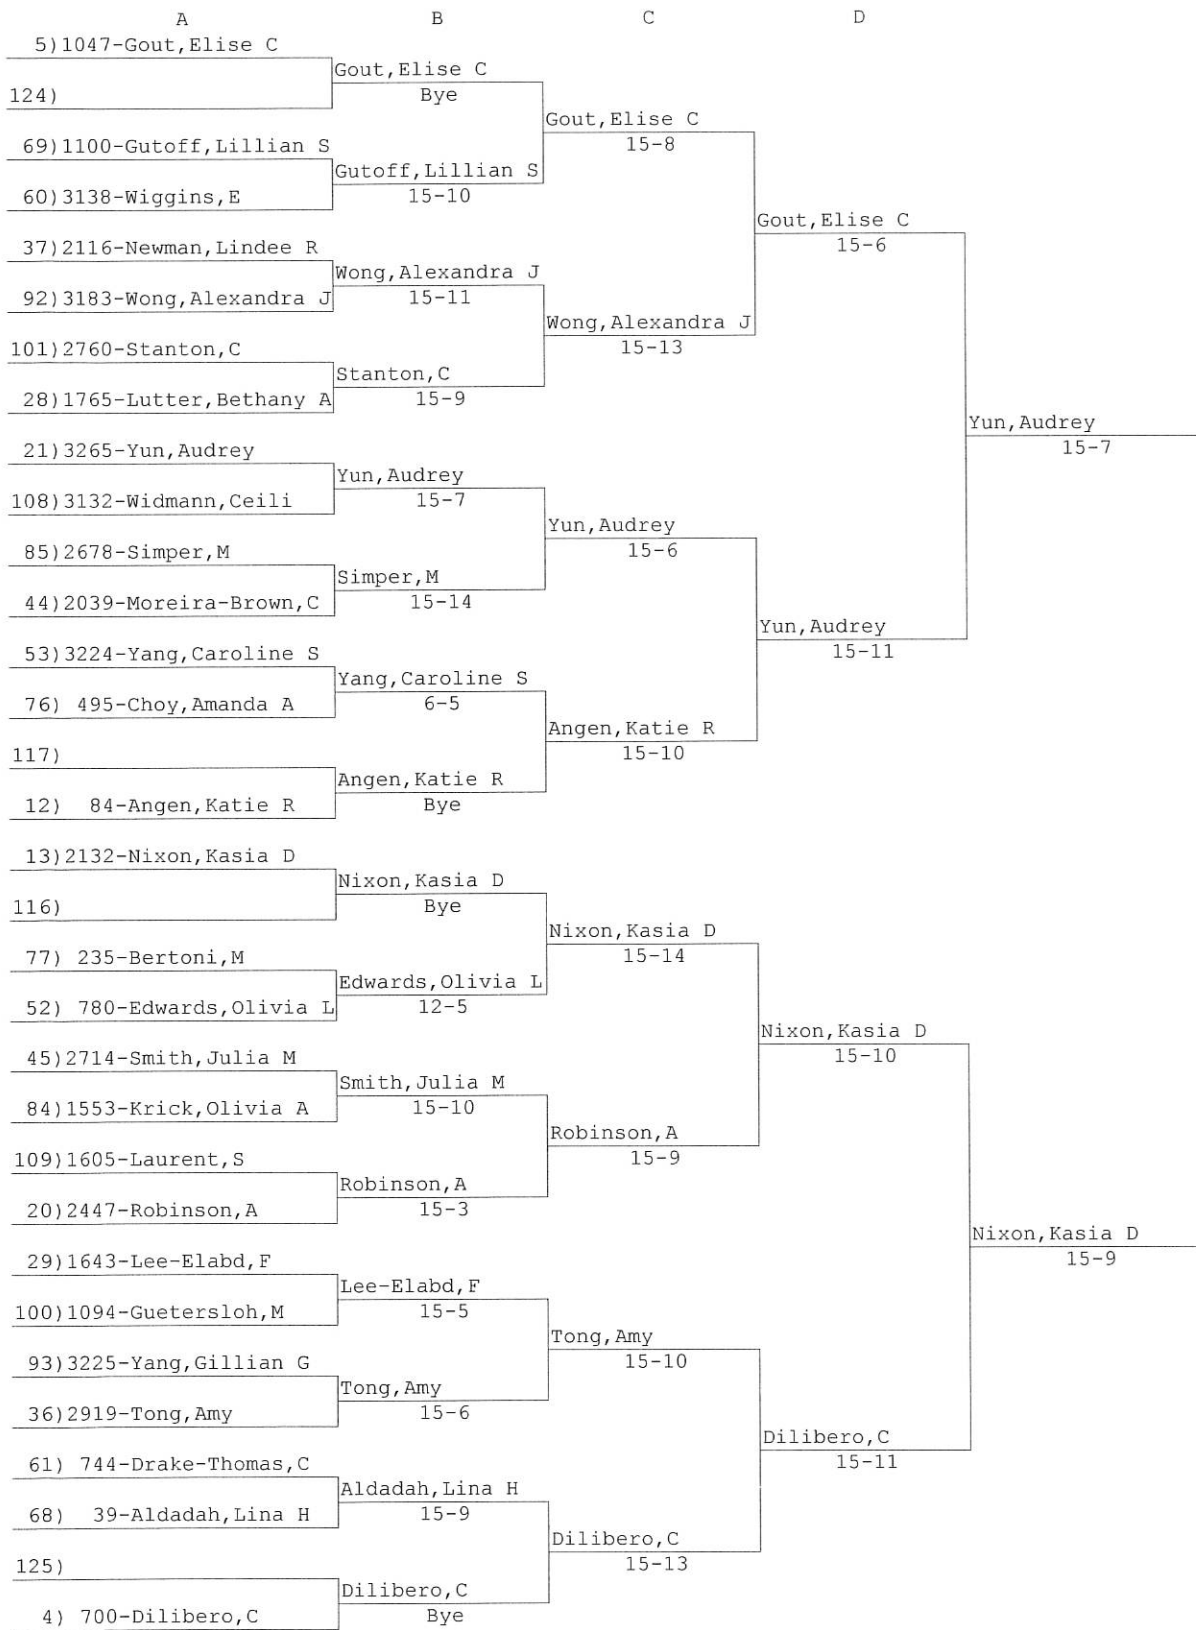 A B C D
5)1047-Gout,Elise C
Gout,Elise C
124)
Bye
Gout,Elise C
15-8
69)1100-Gutoff,Lillian S
Gutoff,Lillian S
60)3138-Wiggins,E
15-10
Gout,Elise C
15-6
37)2116-Newman,Lindee R
Wong,Alexandra J
92)3183-Wong,Alexandra J
15-11
Wong,Alexandra J
15-13
101)2760-Stanton,C
Stanton,C
28)1765-Lutter,Bethany A
15-9
Yun,Audrey
15-7
21)3265-Yun,Audrey
Yun,Audrey
108)3132-Widmann,Ceili
15-7
Yun,Audrey
15-6
85)2678-Simper,M
Simper,M
44)2039-Moreira-Brown,C
15-14
Yun,Audrey
15-11
53)3224-Yang,Caroline S
Yang,Caroline S
76) 495-Choy,Amanda A
6-5
Angen,Katie R
15-10
117)
Angen,Katie R
12) 84-Angen,Katie R
Bye
13)2132-Nixon,Kasia D
Nixon,Kasia D
116)
Bye
Nixon,Kasia D
15-14
77) 235-Bertoni,M
Edwards,Olivia L
52) 780-Edwards,Olivia L
12-5
Nixon,Kasia D
15-10
45)2714-Smith,Julia M
Smith,Julia M
84)1553-Krick,Olivia A
15-10
Robinson,A
15-9
109)1605-Laurent,S
Robinson,A
20)2447-Robinson,A
15-3
Nixon,Kasia D
15-9
29)1643-Lee-Elabd,F
Lee-Elabd,F
100)1094-Guetersloh,M
15-5
Tong,Amy
15-10
93)3225-Yang,Gillian G
Tong,Amy
36)2919-Tong,Amy
15-6
Dilibero,C
15-11
61) 744-Drake-Thomas,C
Aldadah,Lina H
68) 39-Aldadah,Lina H
15-9
Dilibero,C
15-13
125)
Dilibero,C
4) 700-Dilibero,C
Bye